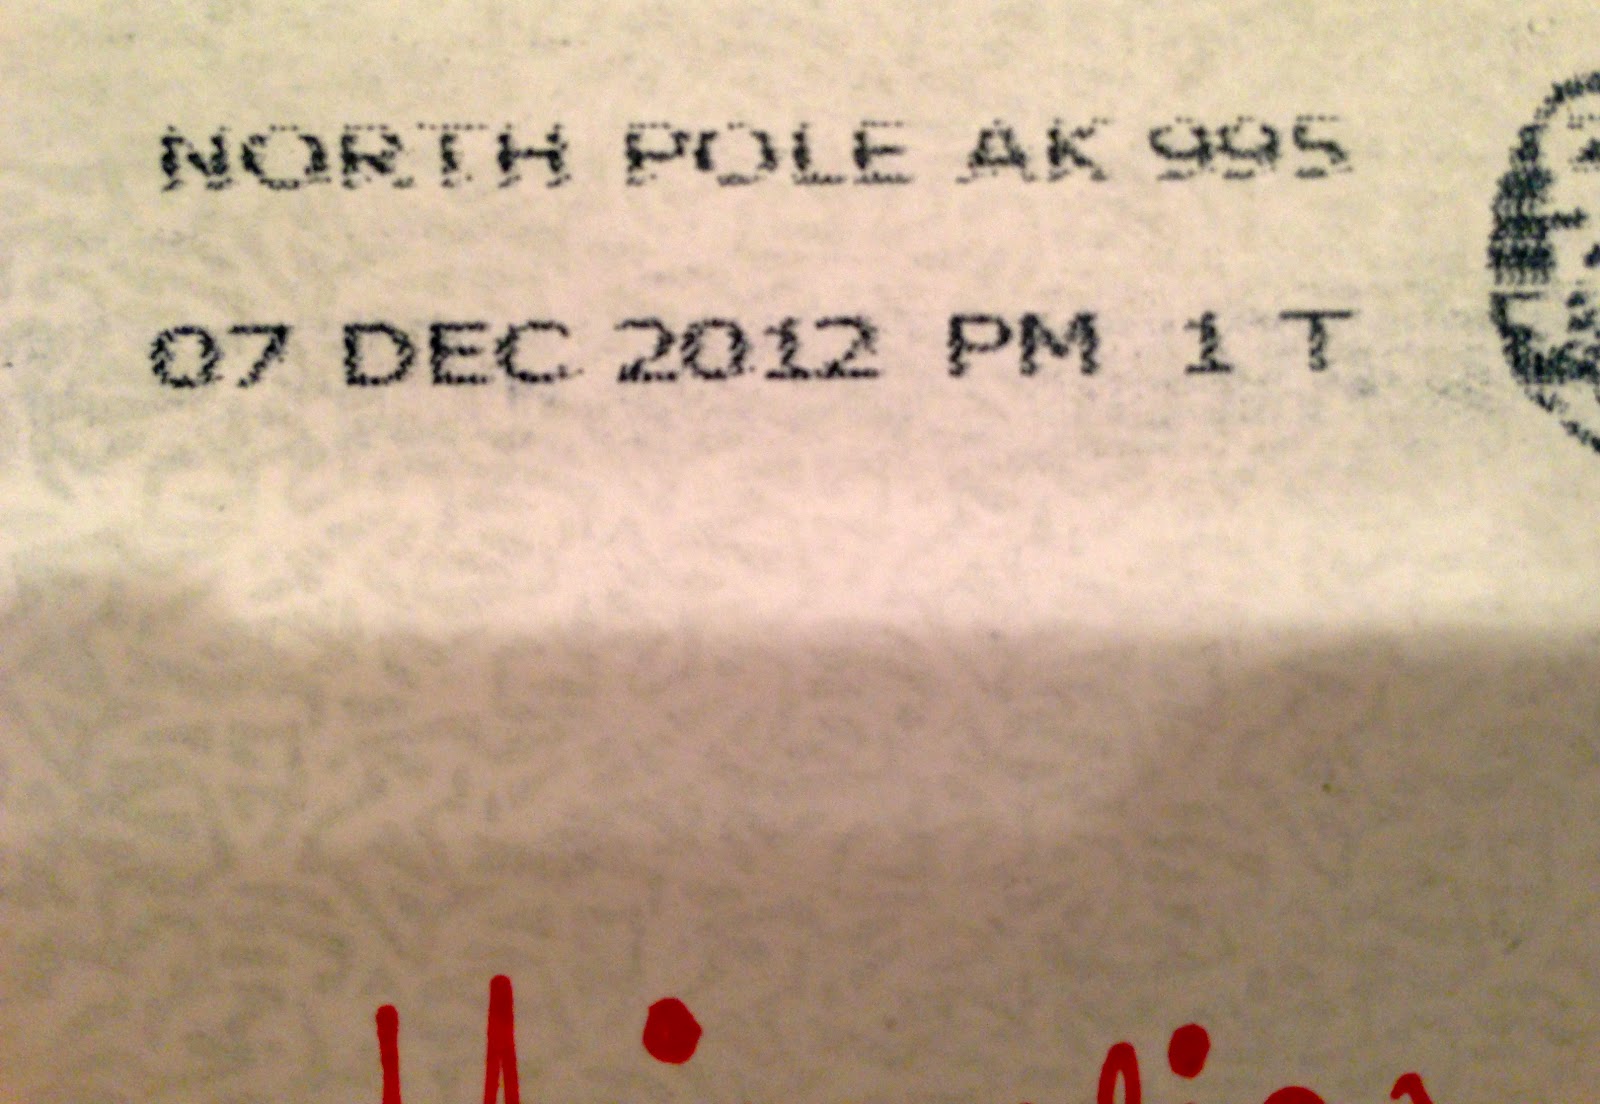 NORTH POLE AK 995
07 DEC 2012 PM 1 T